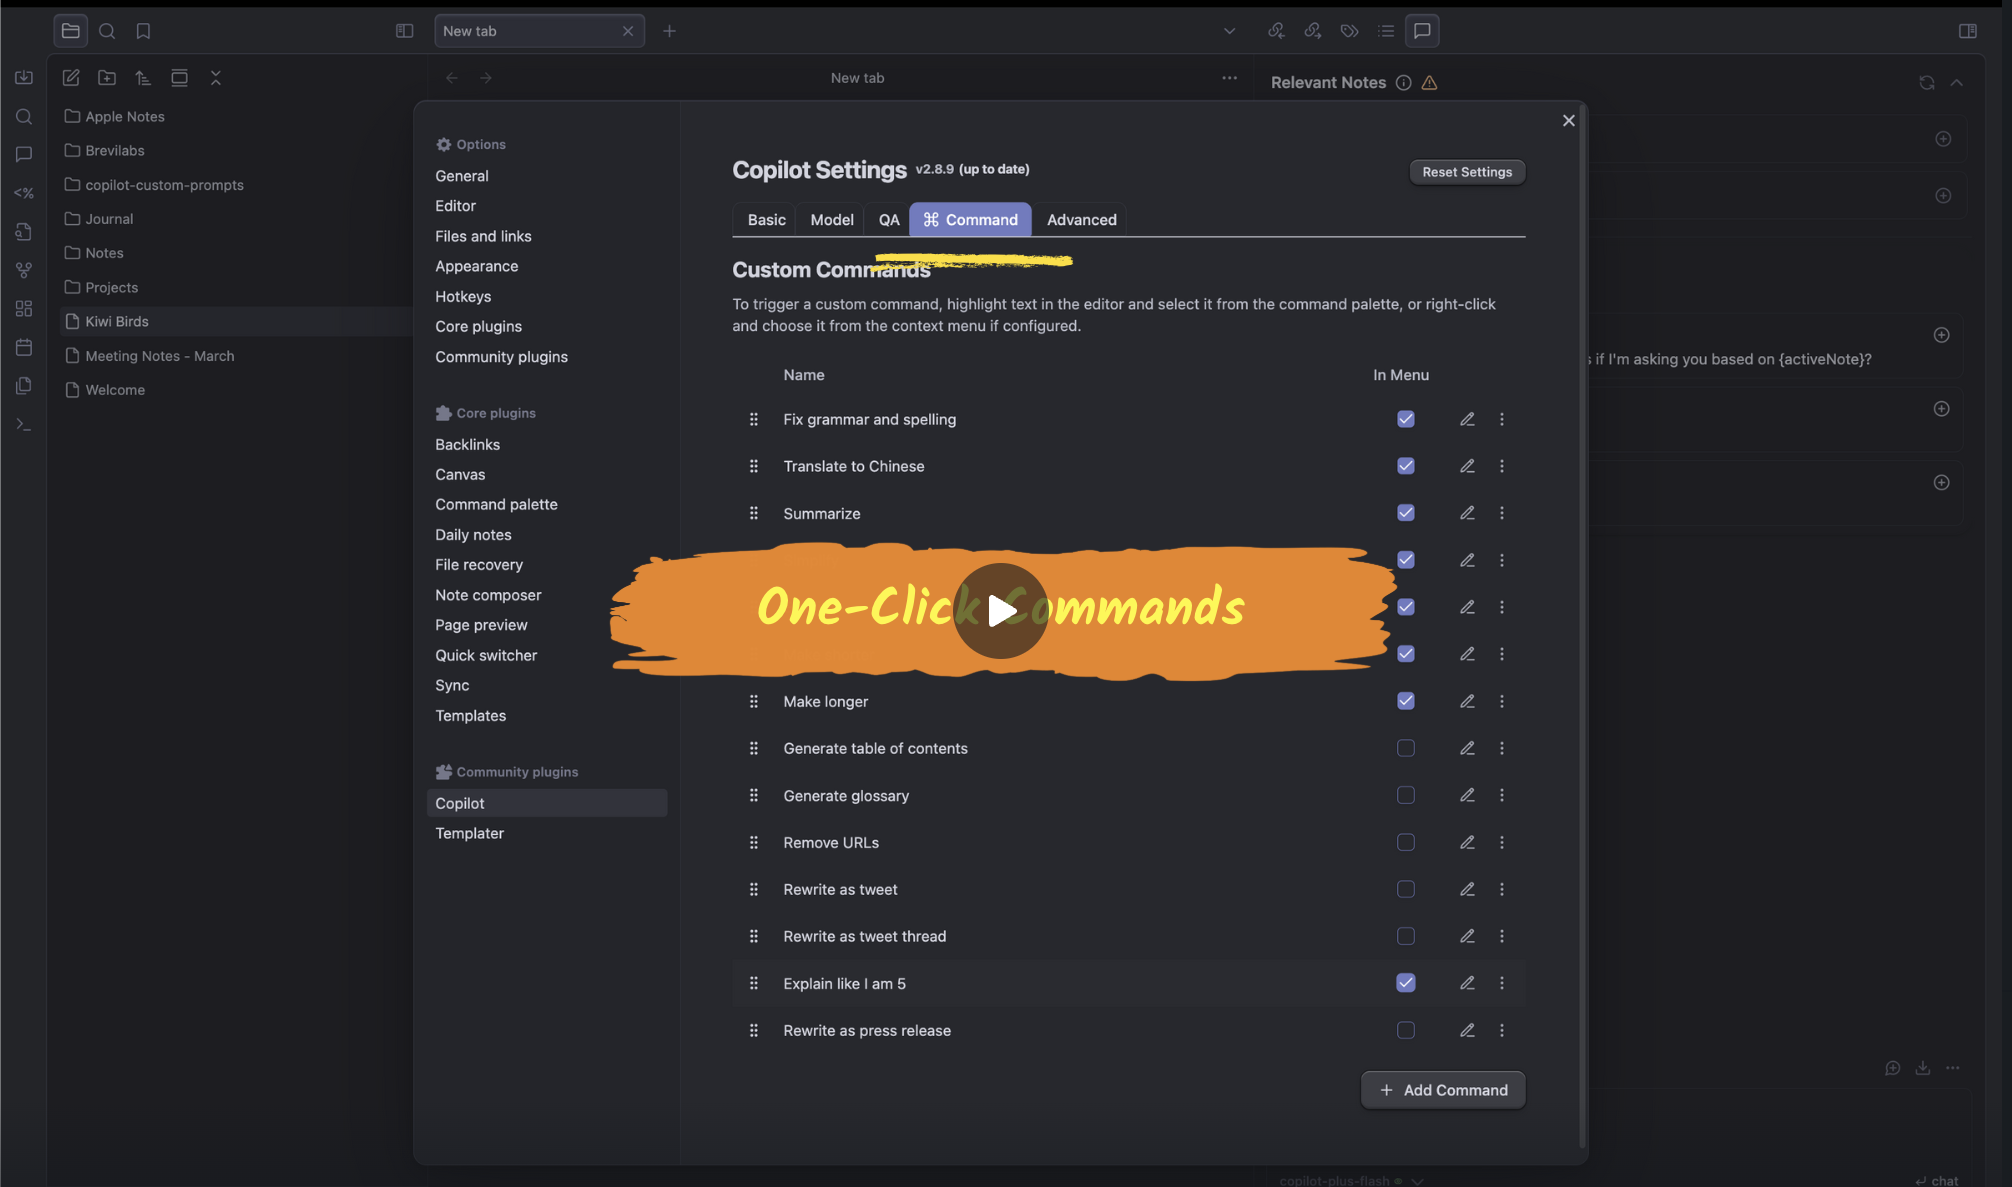 New tab
New tab
Relevant Notes
Apple Notes
Brevilabs
copilot-custom-prompts
Journal
Notes
Projects
Kiwi Birds
Meeting Notes - March
Welcome
Options
General
Editor
Files and links
Appearance
Hotkeys
Core plugins
Community plugins
Core plugins
Backlinks
Canvas
Command palette
Daily notes
File recovery
Note composer
Page preview
Quick switcher
Sync
Templates
Community plugins
Copilot
Templater
Copilot Settings v2.8.9 (up to date)
Reset Settings
Basic Model QA ⌘ Command Advanced
Custom Commands
To trigger a custom command, highlight text in the editor and select it from the command palette, or right-click
and choose it from the context menu if configured.
Name In Menu
Fix grammar and spelling
Translate to Chinese
Summarize
One-Click Commands
Make longer
Generate table of contents
Generate glossary
Remove URLs
Rewrite as tweet
Rewrite as tweet thread
Explain like I am 5
Rewrite as press release
+ Add Command
if I'm asking you based on {activeNote}?
copilot-plus-flash
chat